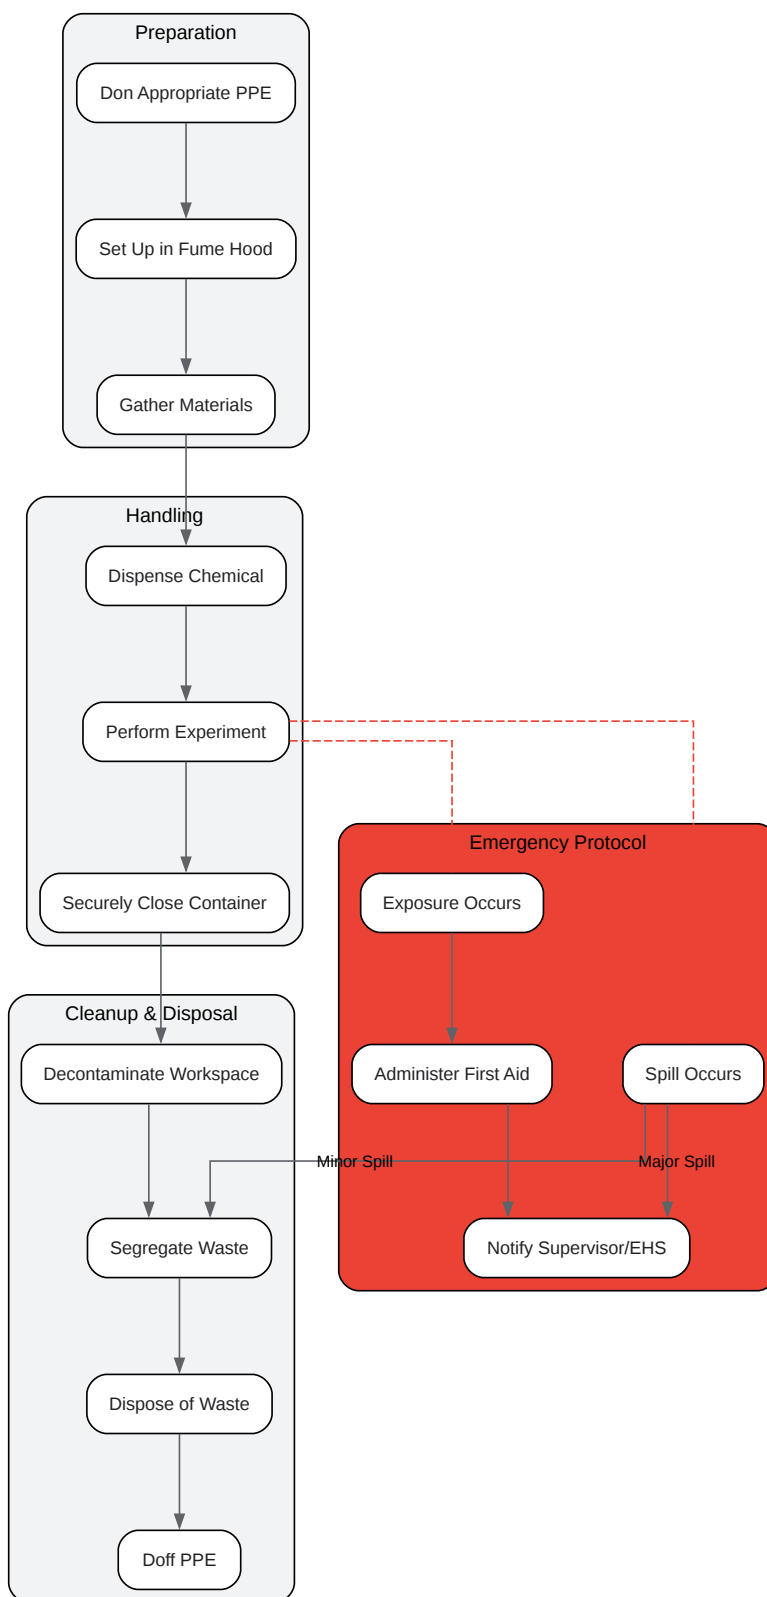 Preparation
Don Appropriate PPE
Set Up in Fume Hood
Gather Materials
Handling
Dispense Chemical
Perform Experiment
Securely Close Container
Emergency Protocol
Exposure Occurs
Administer First Aid
Spill Occurs
Minor Spill
Major Spill
Notify Supervisor/EHS
Cleanup & Disposal
Decontaminate Workspace
Segregate Waste
Dispose of Waste
Doff PPE